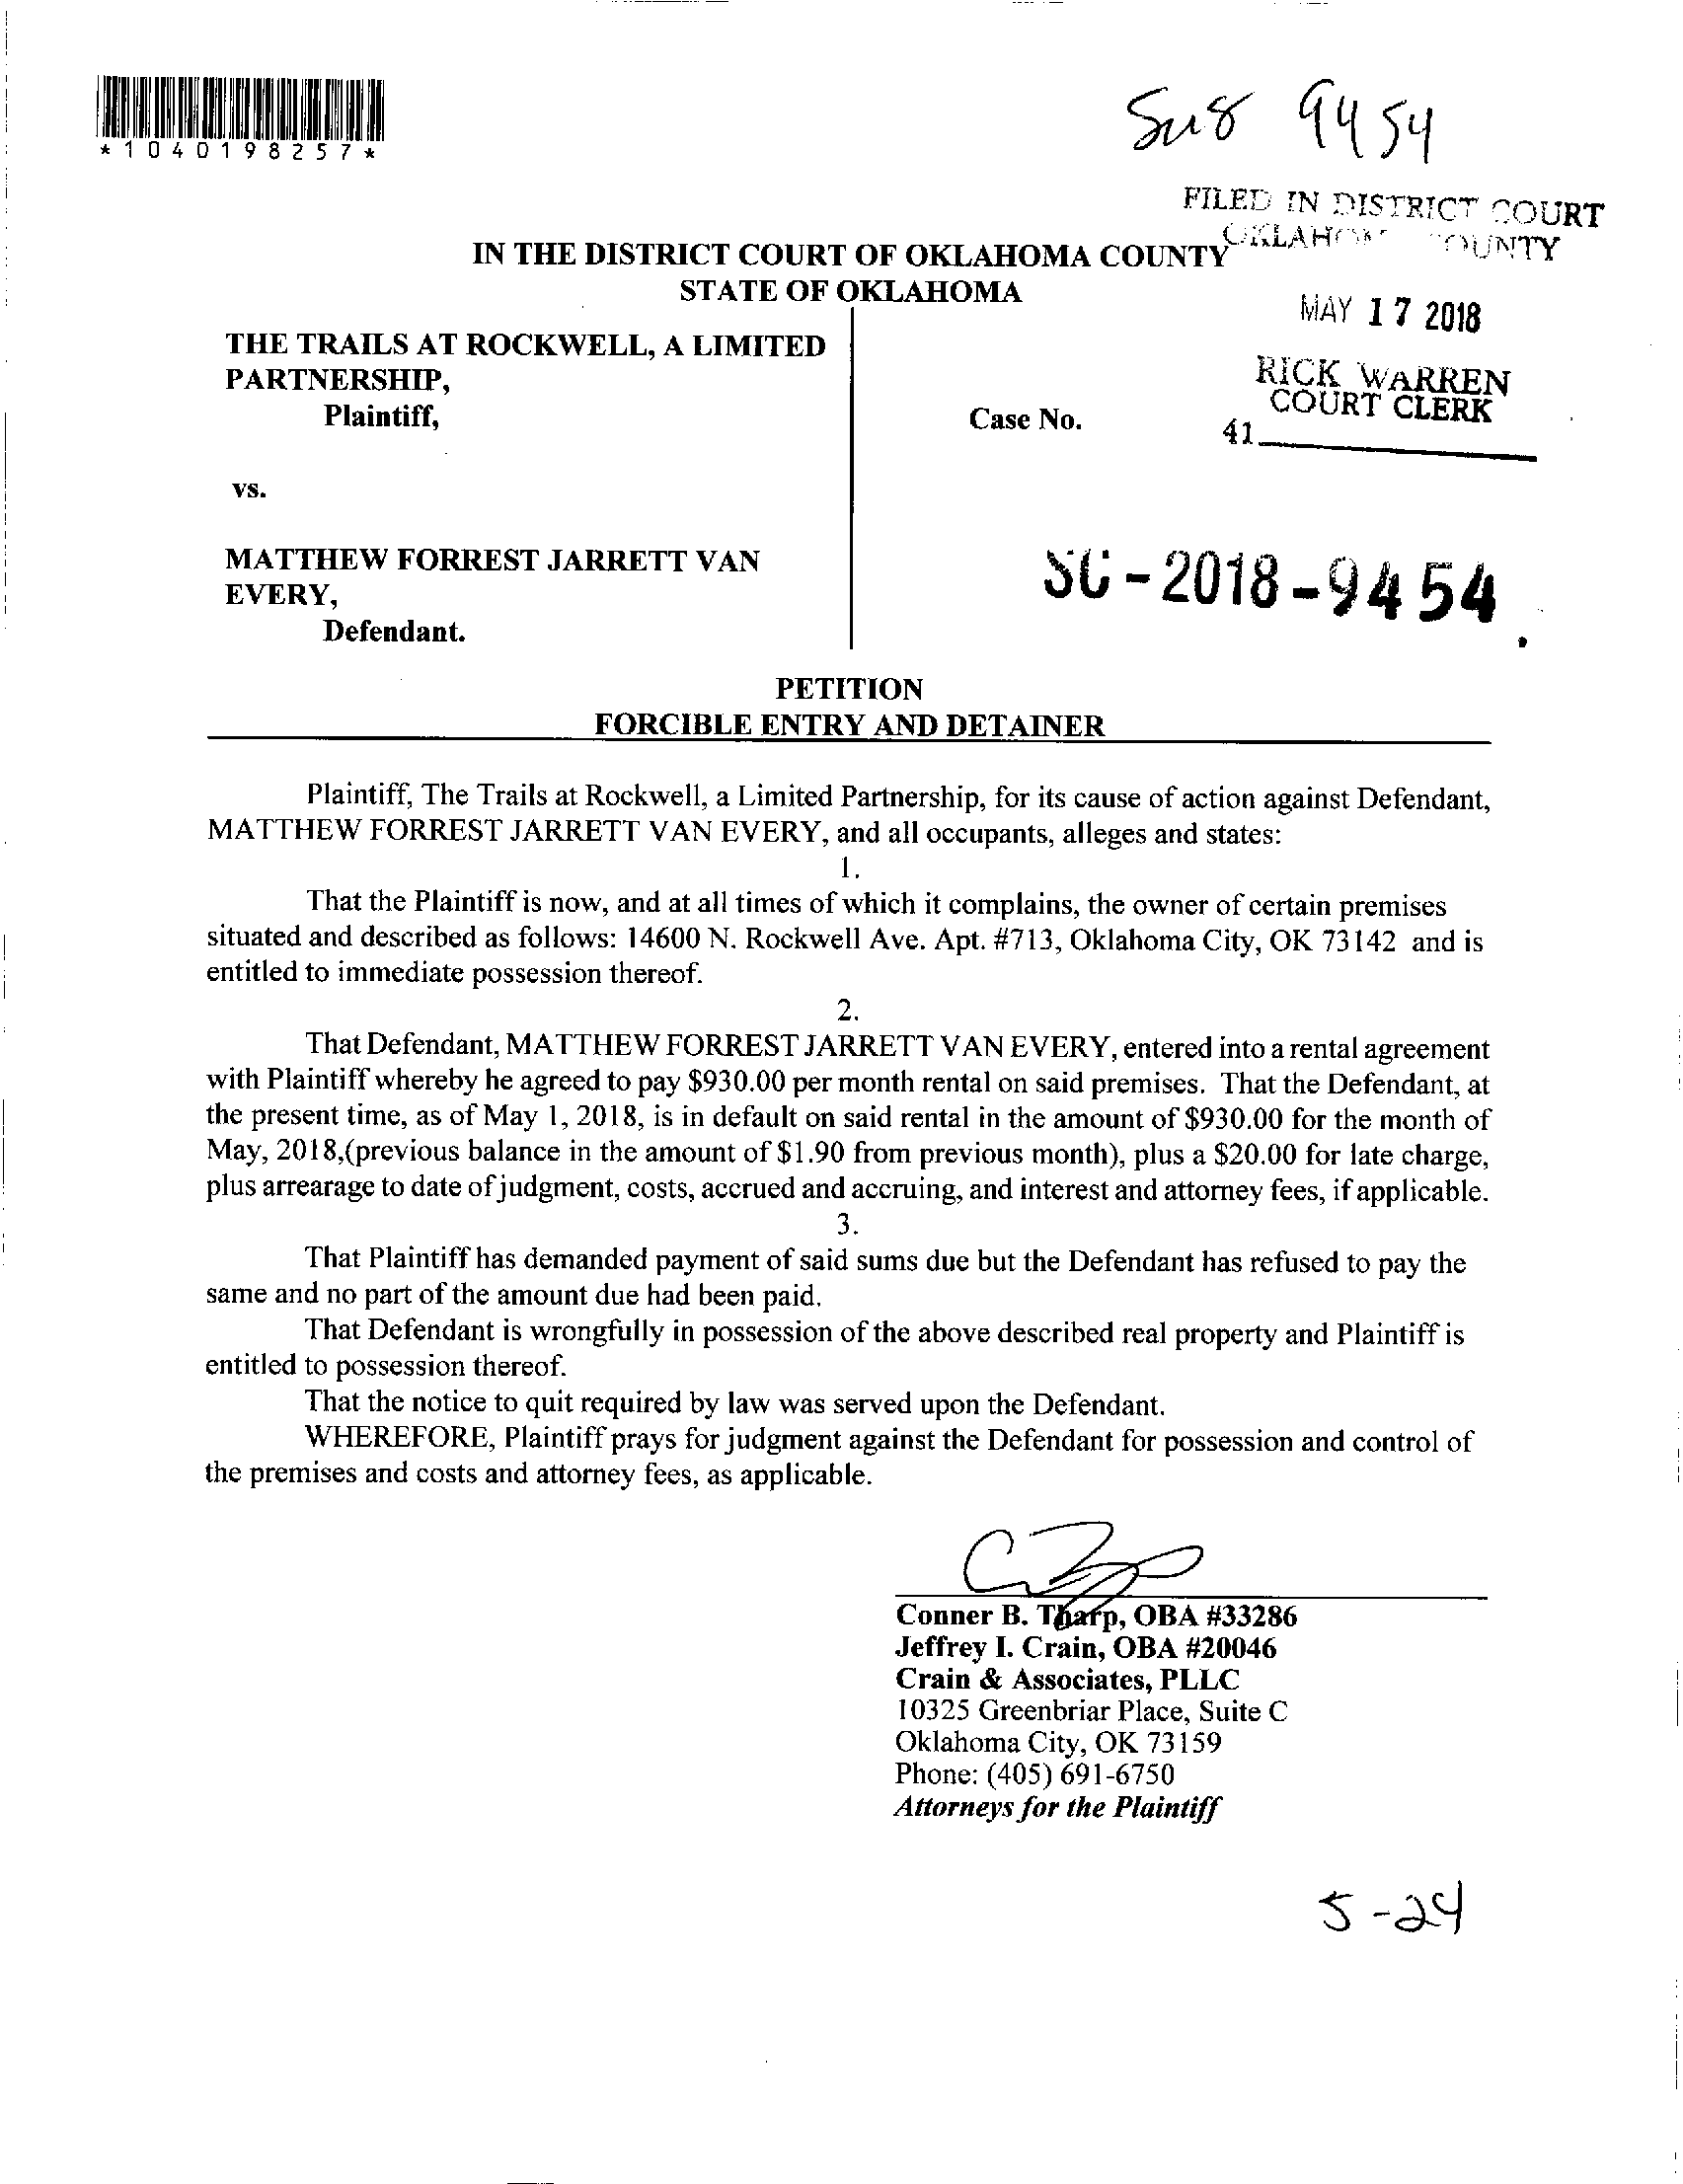 *1040198257*
9454
FILED IN DISTRICT COURT
OKLAHOMA COUNTY
IN THE DISTRICT COURT OF OKLAHOMA COUNTY
STATE OF OKLAHOMA
MAY 17 2018
RICK WARREN
COURT CLERK
41
THE TRAILS AT ROCKWELL, A LIMITED
PARTNERSHIP,
Plaintiff,
Case No.
vs.
MATTHEW FORREST JARRETT VAN
EVERY,
Defendant.
SC-2018-9454
PETITION
FORCIBLE ENTRY AND DETAINER
Plaintiff, The Trails at Rockwell, a Limited Partnership, for its cause of action against Defendant,
MATTHEW FORREST JARRETT VAN EVERY, and all occupants, alleges and states:
1.
That the Plaintiff is now, and at all times of which it complains, the owner of certain premises
situated and described as follows: 14600 N. Rockwell Ave. Apt. #713, Oklahoma City, OK 73142 and is
entitled to immediate possession thereof.
2.
That Defendant, MATTHEW FORREST JARRETT VAN EVERY, entered into a rental agreement
with Plaintiff whereby he agreed to pay $930.00 per month rental on said premises. That the Defendant, at
the present time, as of May 1, 2018, is in default on said rental in the amount of $930.00 for the month of
May, 2018,(previous balance in the amount of $1.90 from previous month), plus a $20.00 for late charge,
plus arrearage to date of judgment, costs, accrued and accruing, and interest and attorney fees, if applicable.
3.
That Plaintiff has demanded payment of said sums due but the Defendant has refused to pay the
same and no part of the amount due had been paid.
That Defendant is wrongfully in possession of the above described real property and Plaintiff is
entitled to possession thereof.
That the notice to quit required by law was served upon the Defendant.
WHEREFORE, Plaintiff prays for judgment against the Defendant for possession and control of
the premises and costs and attorney fees, as applicable.
Conner B. Tharp, OBA #33286
Jeffrey I. Crain, OBA #20046
Crain & Associates, PLLC
10325 Greenbriar Place, Suite C
Oklahoma City, OK 73159
Phone: (405) 691-6750
Attorneys for the Plaintiff
5-24